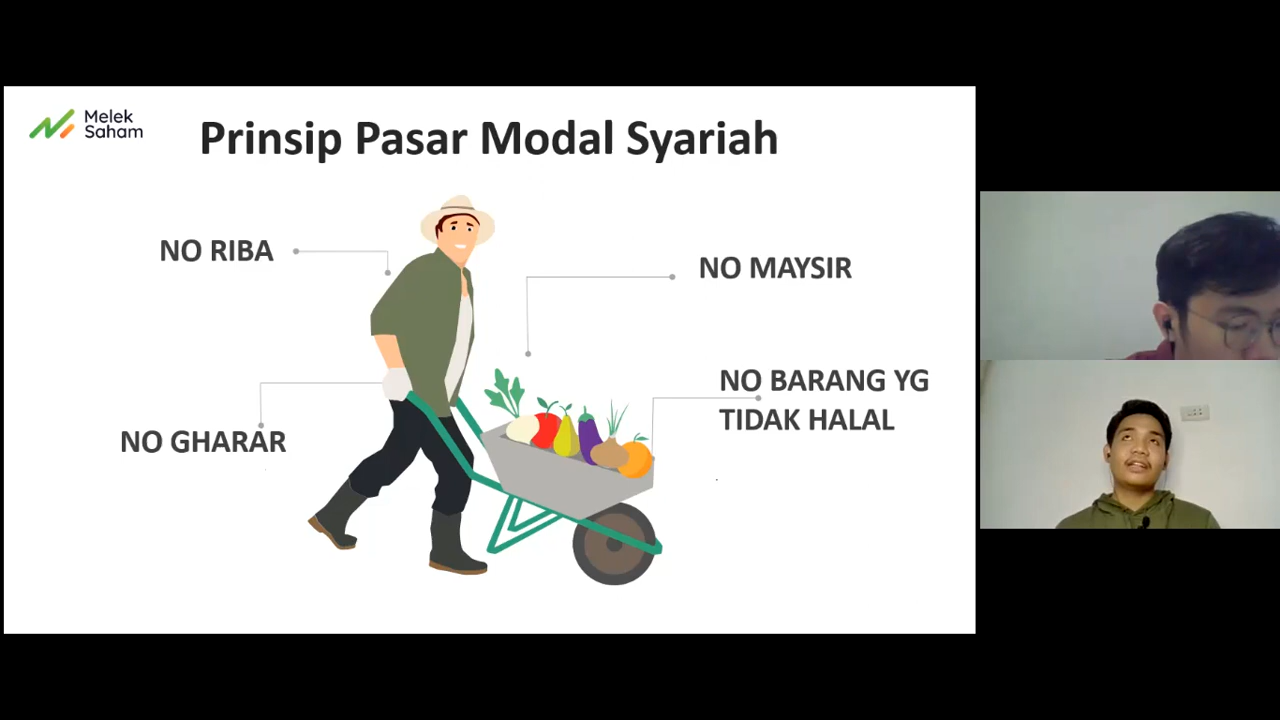 Melek
Saham
Prinsip Pasar Modal Syariah
NO RIBA
NO MAYSIR
NO GHARAR
NO BARANG YG
TIDAK HALAL